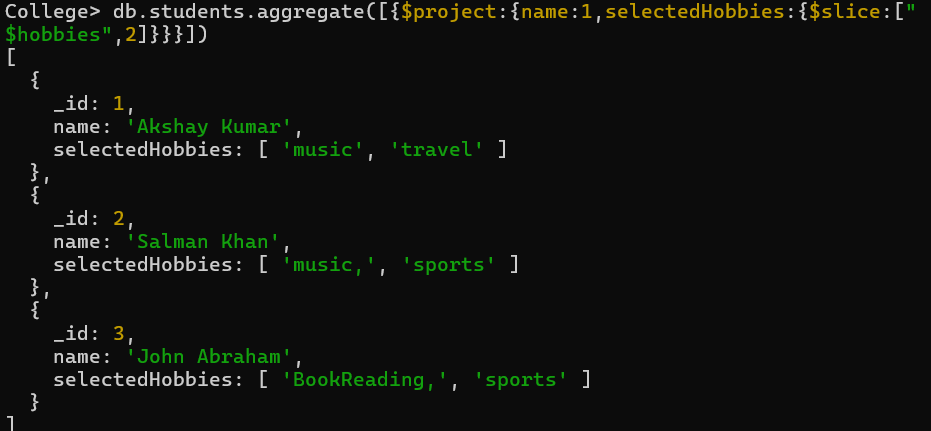 College> db.students.aggregate([{$project:{name:1,selectedHobbies:{$slice:["
$hobbies",2]}}}])
[
  {
    _id: 1,
    name: 'Akshay Kumar',
    selectedHobbies: [ 'music', 'travel' ]
  },
  {
    _id: 2,
    name: 'Salman Khan',
    selectedHobbies: [ 'music,', 'sports' ]
  },
  {
    _id: 3,
    name: 'John Abraham',
    selectedHobbies: [ 'BookReading,', 'sports' ]
  }
]